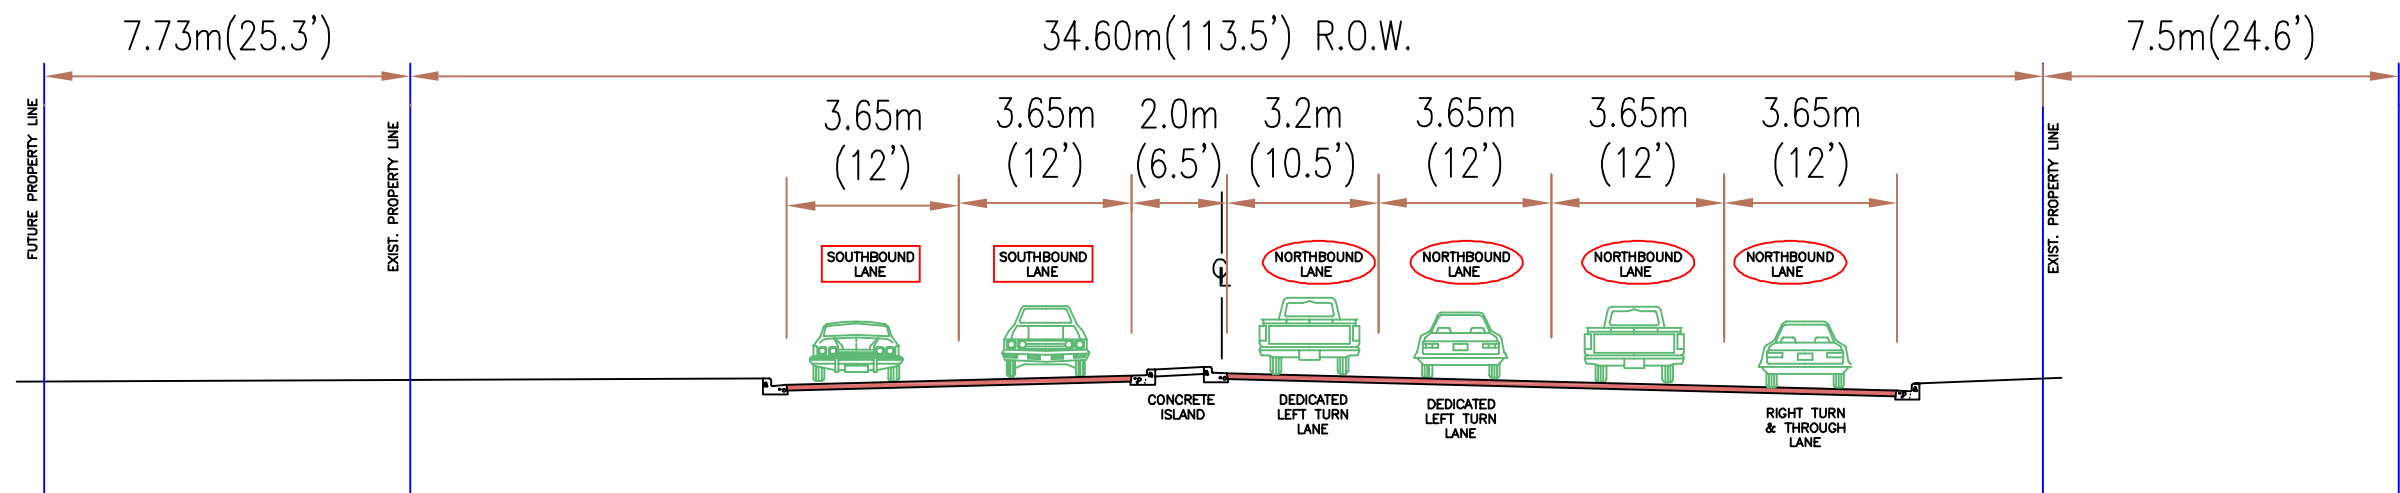 7.73m(25.3')
34.60m(113.5') R.O.W.
7.5m(24.6')
FUTURE PROPERTY LINE
EXIST. PROPERTY LINE
3.65m
(12')
3.65m
(12')
2.0m
(6.5')
3.2m
(10.5')
3.65m
(12')
3.65m
(12')
3.65m
(12')
EXIST. PROPERTY LINE
SOUTHBOUND
LANE
SOUTHBOUND
LANE
NORTHBOUND
LANE
NORTHBOUND
LANE
NORTHBOUND
LANE
NORTHBOUND
LANE
CONCRETE
ISLAND
DEDICATED
LEFT TURN
LANE
DEDICATED
LEFT TURN
LANE
RIGHT TURN
& THROUGH
LANE